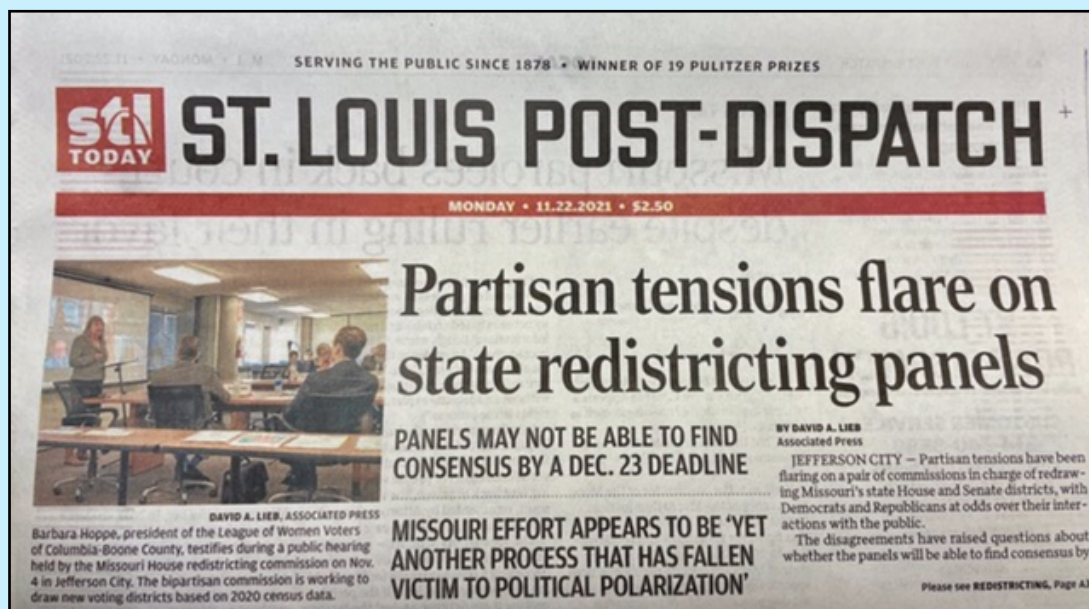 SERVING THE PUBLIC SINCE 1878 • WINNER OF 19 PULITZER PRIZES
stl
TODAY
ST. LOUIS POST-DISPATCH
MONDAY • 11.22.2021 • $2.50
Partisan tensions flare on
state redistricting panels
PANELS MAY NOT BE ABLE TO FIND
CONSENSUS BY A DEC. 23 DEADLINE
MISSOURI EFFORT APPEARS TO BE ‘YET
ANOTHER PROCESS THAT HAS FALLEN
VICTIM TO POLITICAL POLARIZATION’
DAVID A. LIEB, ASSOCIATED PRESS
Barbara Hoppe, president of the League of Women Voters
of Columbia-Boone County, testifies during a public hearing
held by the Missouri House redistricting commission on Nov.
4 in Jefferson City. The bipartisan commission is working to
draw new voting districts based on 2020 census data.
BY DAVID A. LIEB
Associated Press
JEFFERSON CITY — Partisan tensions have been
flaring on a pair of commissions in charge of redraw-
ing Missouri's state House and Senate districts, with
Democrats and Republicans at odds over their inter-
actions with the public.
The disagreements have raised questions about
whether the panels will be able to find consensus by
Please see REDISTRICTING, Page